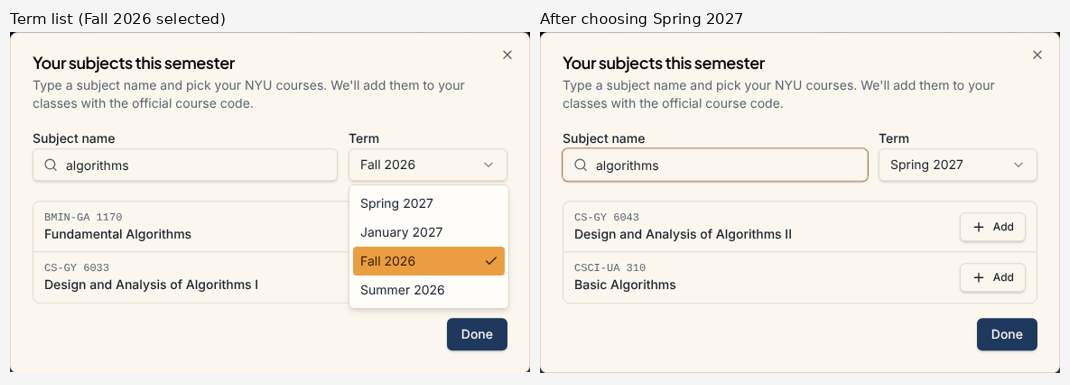 Term list (Fall 2026 selected)
Your subjects this semester
Type a subject name and pick your NYU courses. We'll add them to your
classes with the official course code.
Subject name
Term
algorithms
Fall 2026
Spring 2027
January 2027
Fall 2026
Summer 2026
BMIN-GA 1170
Fundamental Algorithms
CS-GY 6033
Design and Analysis of Algorithms I
Done
After choosing Spring 2027
Your subjects this semester
Type a subject name and pick your NYU courses. We'll add them to your
classes with the official course code.
Subject name
Term
algorithms
Spring 2027
CS-GY 6043
Design and Analysis of Algorithms II
Add
CSCI-UA 310
Basic Algorithms
Add
Done